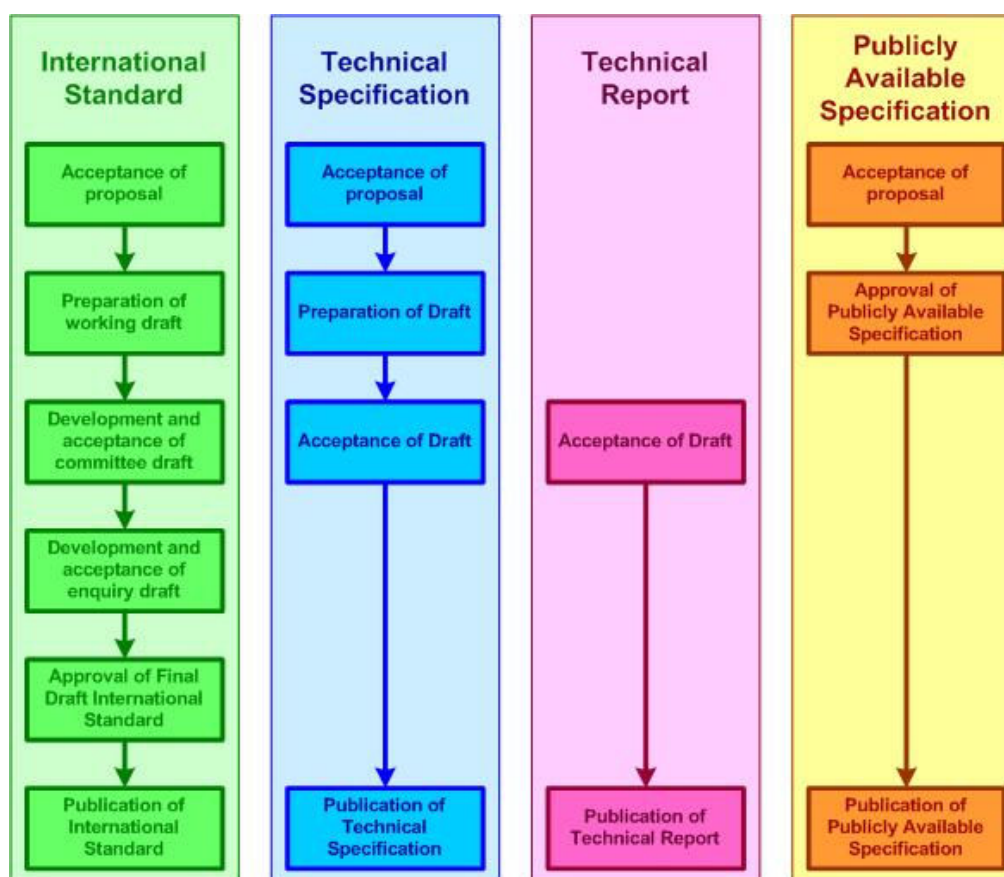 International
Standard
Acceptance of
proposal
Preparation of
working draft
Development and
acceptance of
committee draft
Development and
acceptance of
enquiry draft
Approval of Final
Draft International
Standard
Publication of
International
Standard
Technical
Specification
Acceptance of
proposal
Preparation of Draft
Acceptance of Draft
Publication of
Technical
Specification
Technical
Report
Acceptance of Draft
Publication of
Technical Report
Publicly
Available
Specification
Acceptance of
proposal
Approval of
Publicly Available
Specification
Publication of
Publicly Available
Specification